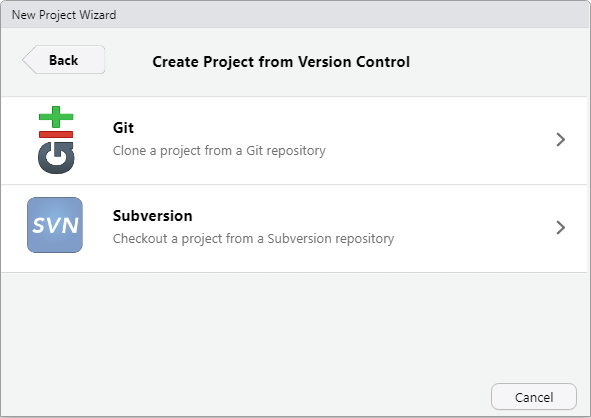 New Project Wizard
Back
Create Project from Version Control
Git
Git
Clone a project from a Git repository
SVN
Subversion
Checkout a project from a Subversion repository
Cancel